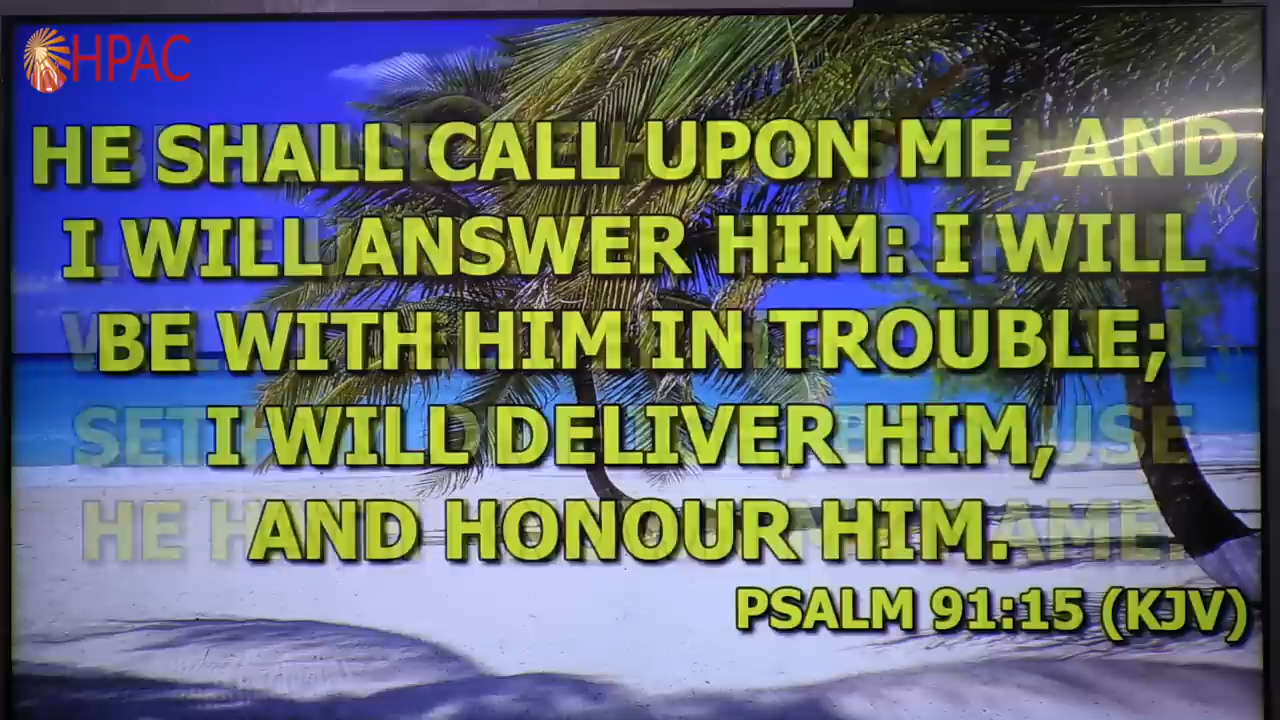 HPAC
HE SHALL CALL UPON ME, AND
I WILL ANSWER HIM: I WILL
BE WITH HIM IN TROUBLE;
I WILL DELIVER HIM,
AND HONOUR HIM.
PSALM 91:15 (KJV)